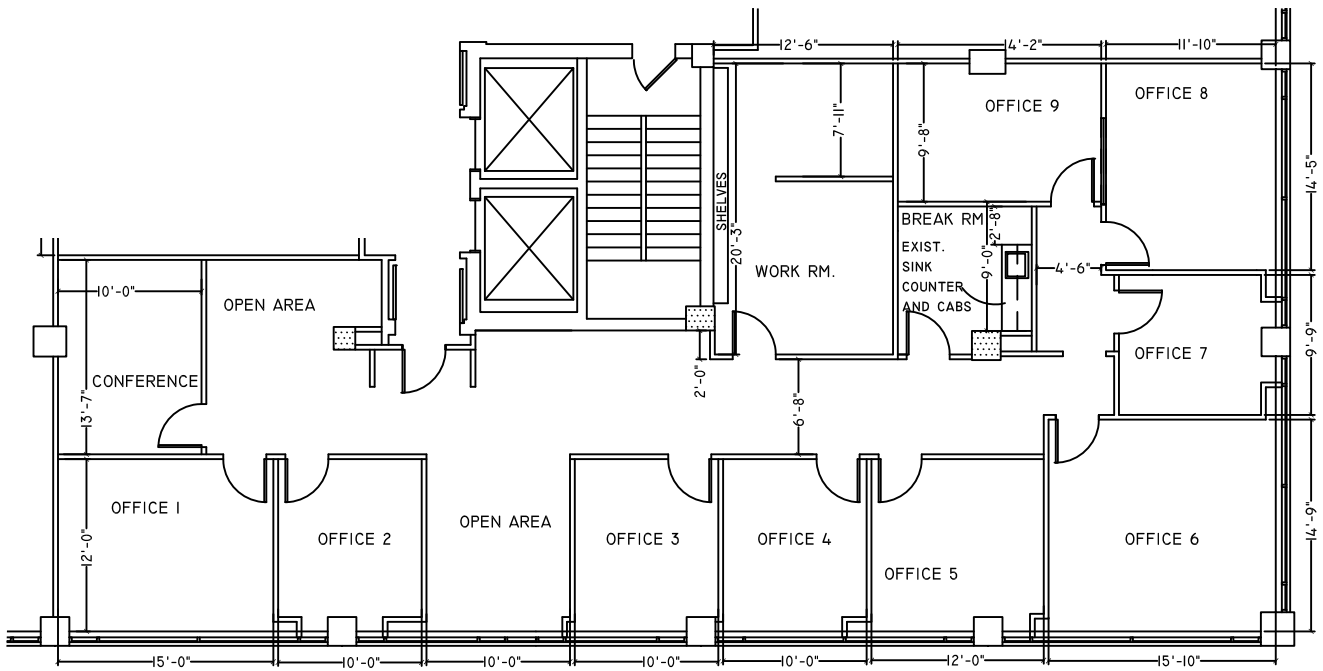 12'-6"
14'-2"
11'-10"
OFFICE 9
OFFICE 8
7'-11"
9'-8"
14'-5"
SHELVES
20'-3"
BREAK RM
2'-8"
EXIST.
SINK
COUNTER
AND CABS
9'-0"
4'-6"
WORK RM.
10'-0"
OPEN AREA
CONFERENCE
13'-7"
2'-0"
6'-8"
OFFICE 7
9'-9"
OFFICE 1
12'-0"
OFFICE 2
OPEN AREA
OFFICE 3
OFFICE 4
OFFICE 5
OFFICE 6
14'-9"
15'-0"
10'-0"
10'-0"
10'-0"
10'-0"
12'-0"
15'-10"